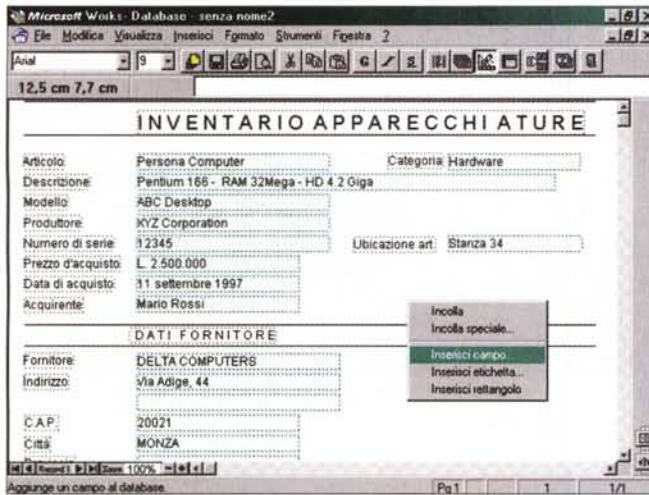 Microsoft Works - Database - senza nome2
File Modifica Visualizza Inserisci Formato Strumenti Finestra ?
Arial 9 G I S
12,5 cm 7,7 cm
INVENTARIO APPARECCHI ATURE
Articolo: Persona Computer Categoria: Hardware
Descrizione: Pentium 166 - RAM 32Mega - HD 4.2 Giga
Modello: ABC Desktop
Produttore: XYZ Corporation
Numero di serie: 12345 Ubicazione art.: Stanza 34
Prezzo d'acquisto: L. 2.500.000
Data di acquisto: 11 settembre 1997
Acquirente: Mario Rossi
Incolla
Incolla speciale...
Inserisci campo...
Inserisci etichetta...
Inserisci rettangolo
DATI FORNITORE
Fornitore: DELTA COMPUTERS
Indirizzo: Via Adige, 44
C.A.P.: 20021
Città: MONZA
Record 1 Zoom 100%
Aggiunge un campo al database. Pg 1 1 1/1